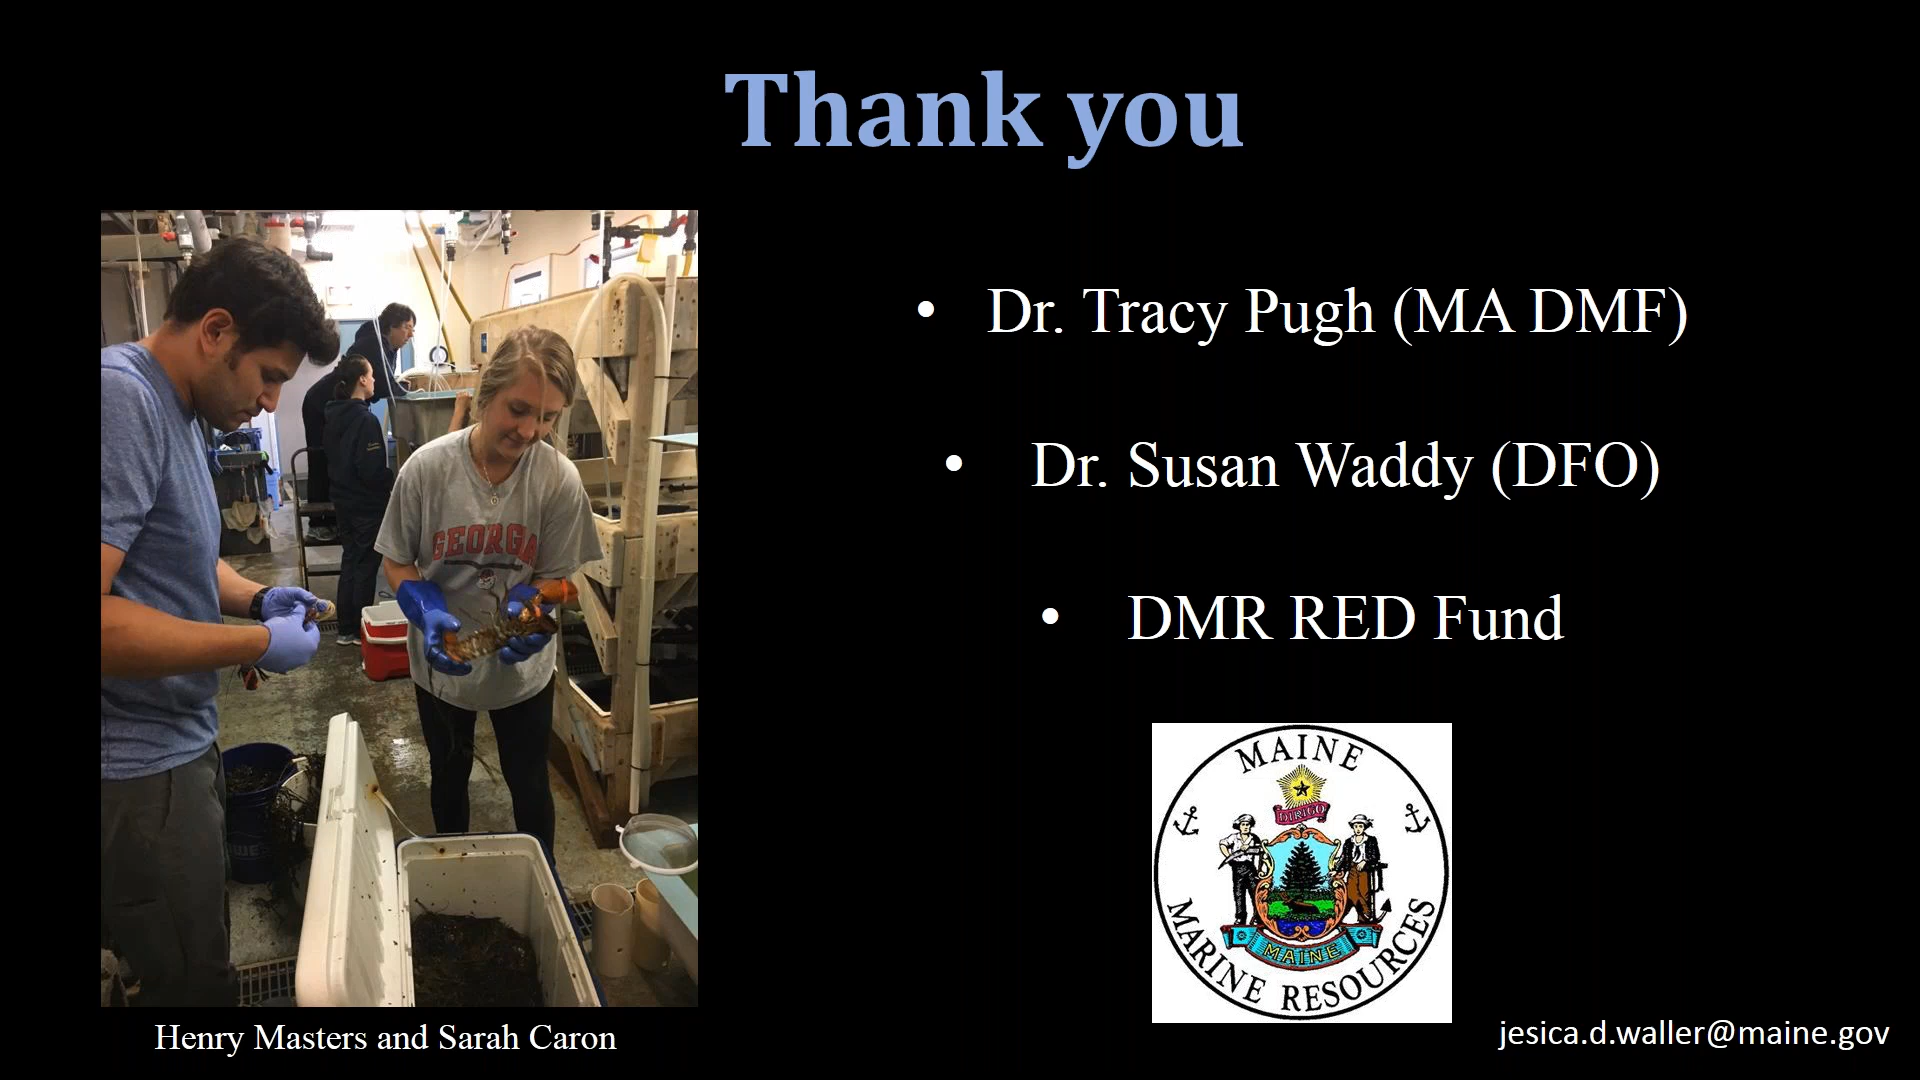 Thank you
• Dr. Tracy Pugh (MA DMF)
• Dr. Susan Waddy (DFO)
• DMR RED Fund
GEORGIA
MAINE
DIRIGO
MAINE
MARINE RESOURCES
Henry Masters and Sarah Caron
jesica.d.waller@maine.gov